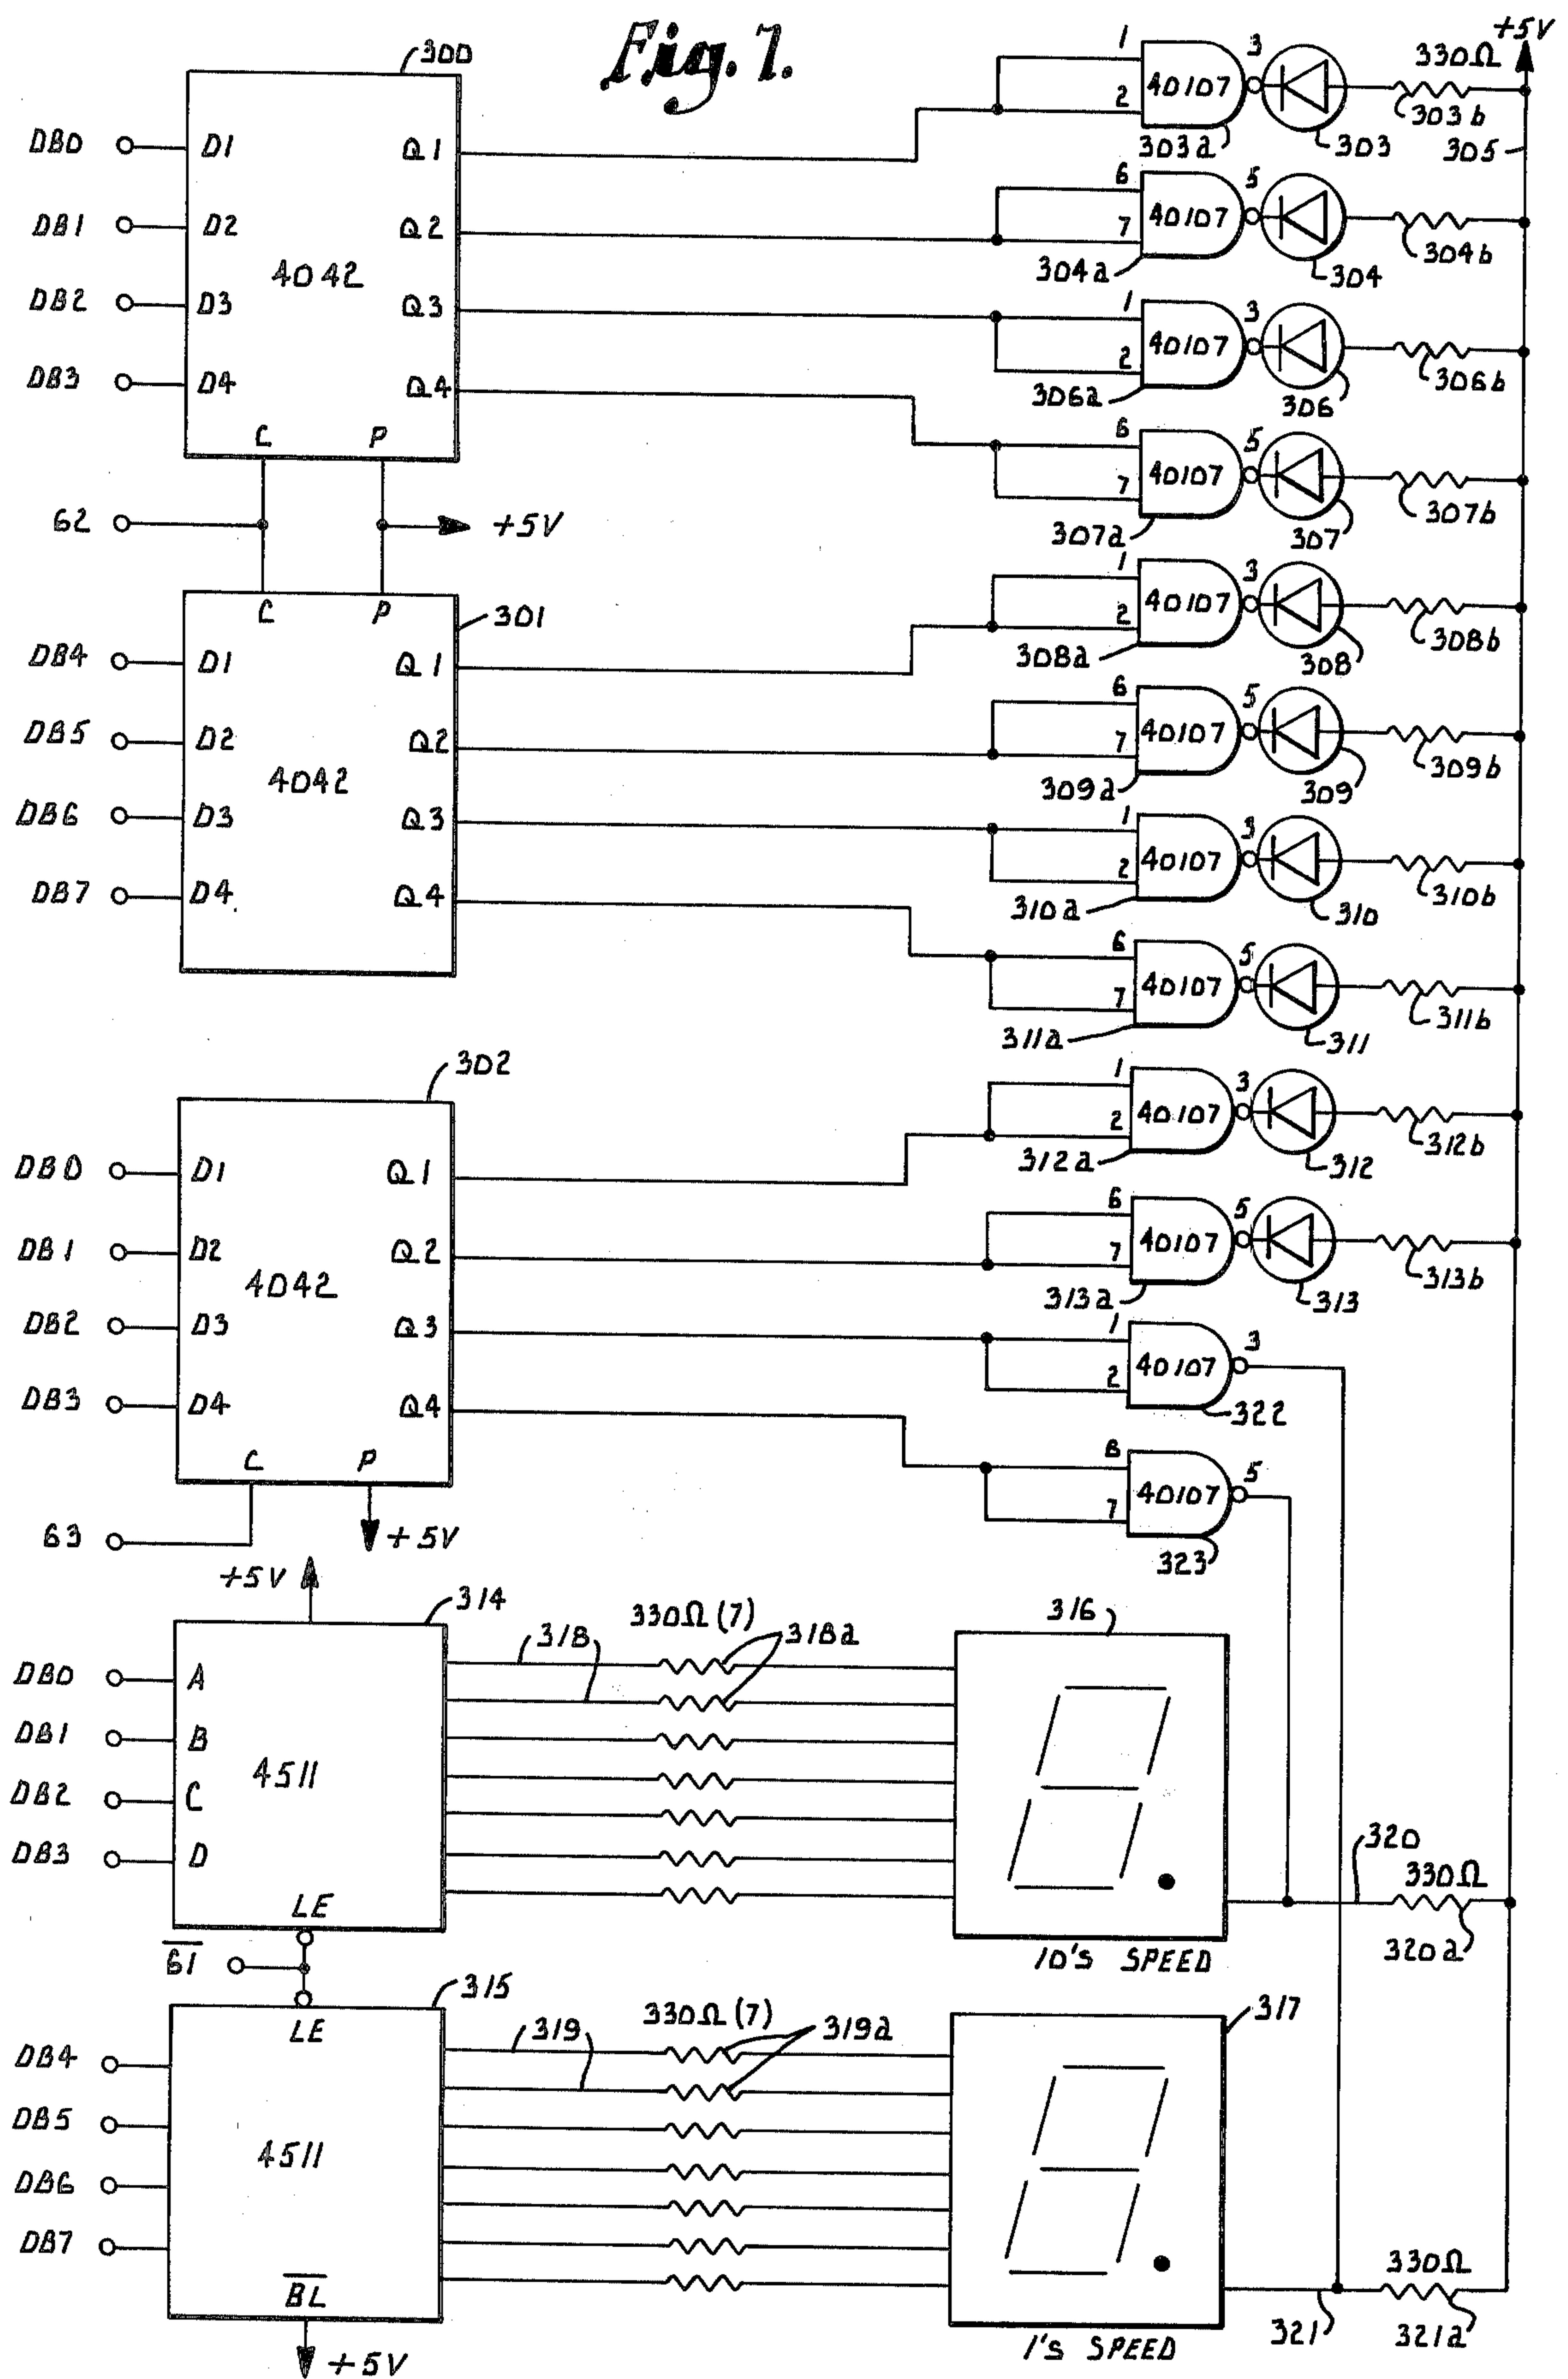 Fig. 7.
300
+5V
DB0 D1 Q1 1 2 40107 3 303a 303 330Ω 303b 305
DB1 D2 Q2 6 7 40107 5 304a 304 304b
4042
DB2 D3 Q3 1 2 40107 3 306a 306 306b
DB3 D4 Q4 6 7 40107 5 307a 307 307b
C P
62 +5V
C P
301
DB4 D1 Q1 1 2 40107 3 308a 308 308b
DB5 D2 Q2 6 7 40107 5 309a 309 309b
4042
DB6 D3 Q3 1 2 40107 3 310a 310 310b
DB7 D4 Q4 6 7 40107 5 311a 311 311b
302
DB0 D1 Q1 1 2 40107 3 312a 312 312b
DB1 D2 Q2 6 7 40107 5 313a 313 313b
4042
DB2 D3 Q3 1 2 40107 3 322
DB3 D4 Q4 8 7 40107 5 323
C P
63 +5V
+5V
314
318 330Ω (7) 318a 316
DB0 A
DB1 B
4511
DB2 C
DB3 D
LE
320 330Ω 320a
10's SPEED
61
315
LE
319 330Ω (7) 319a 317
DB4
DB5
4511
DB6
DB7
BL
+5V
321 330Ω 321a
1's SPEED